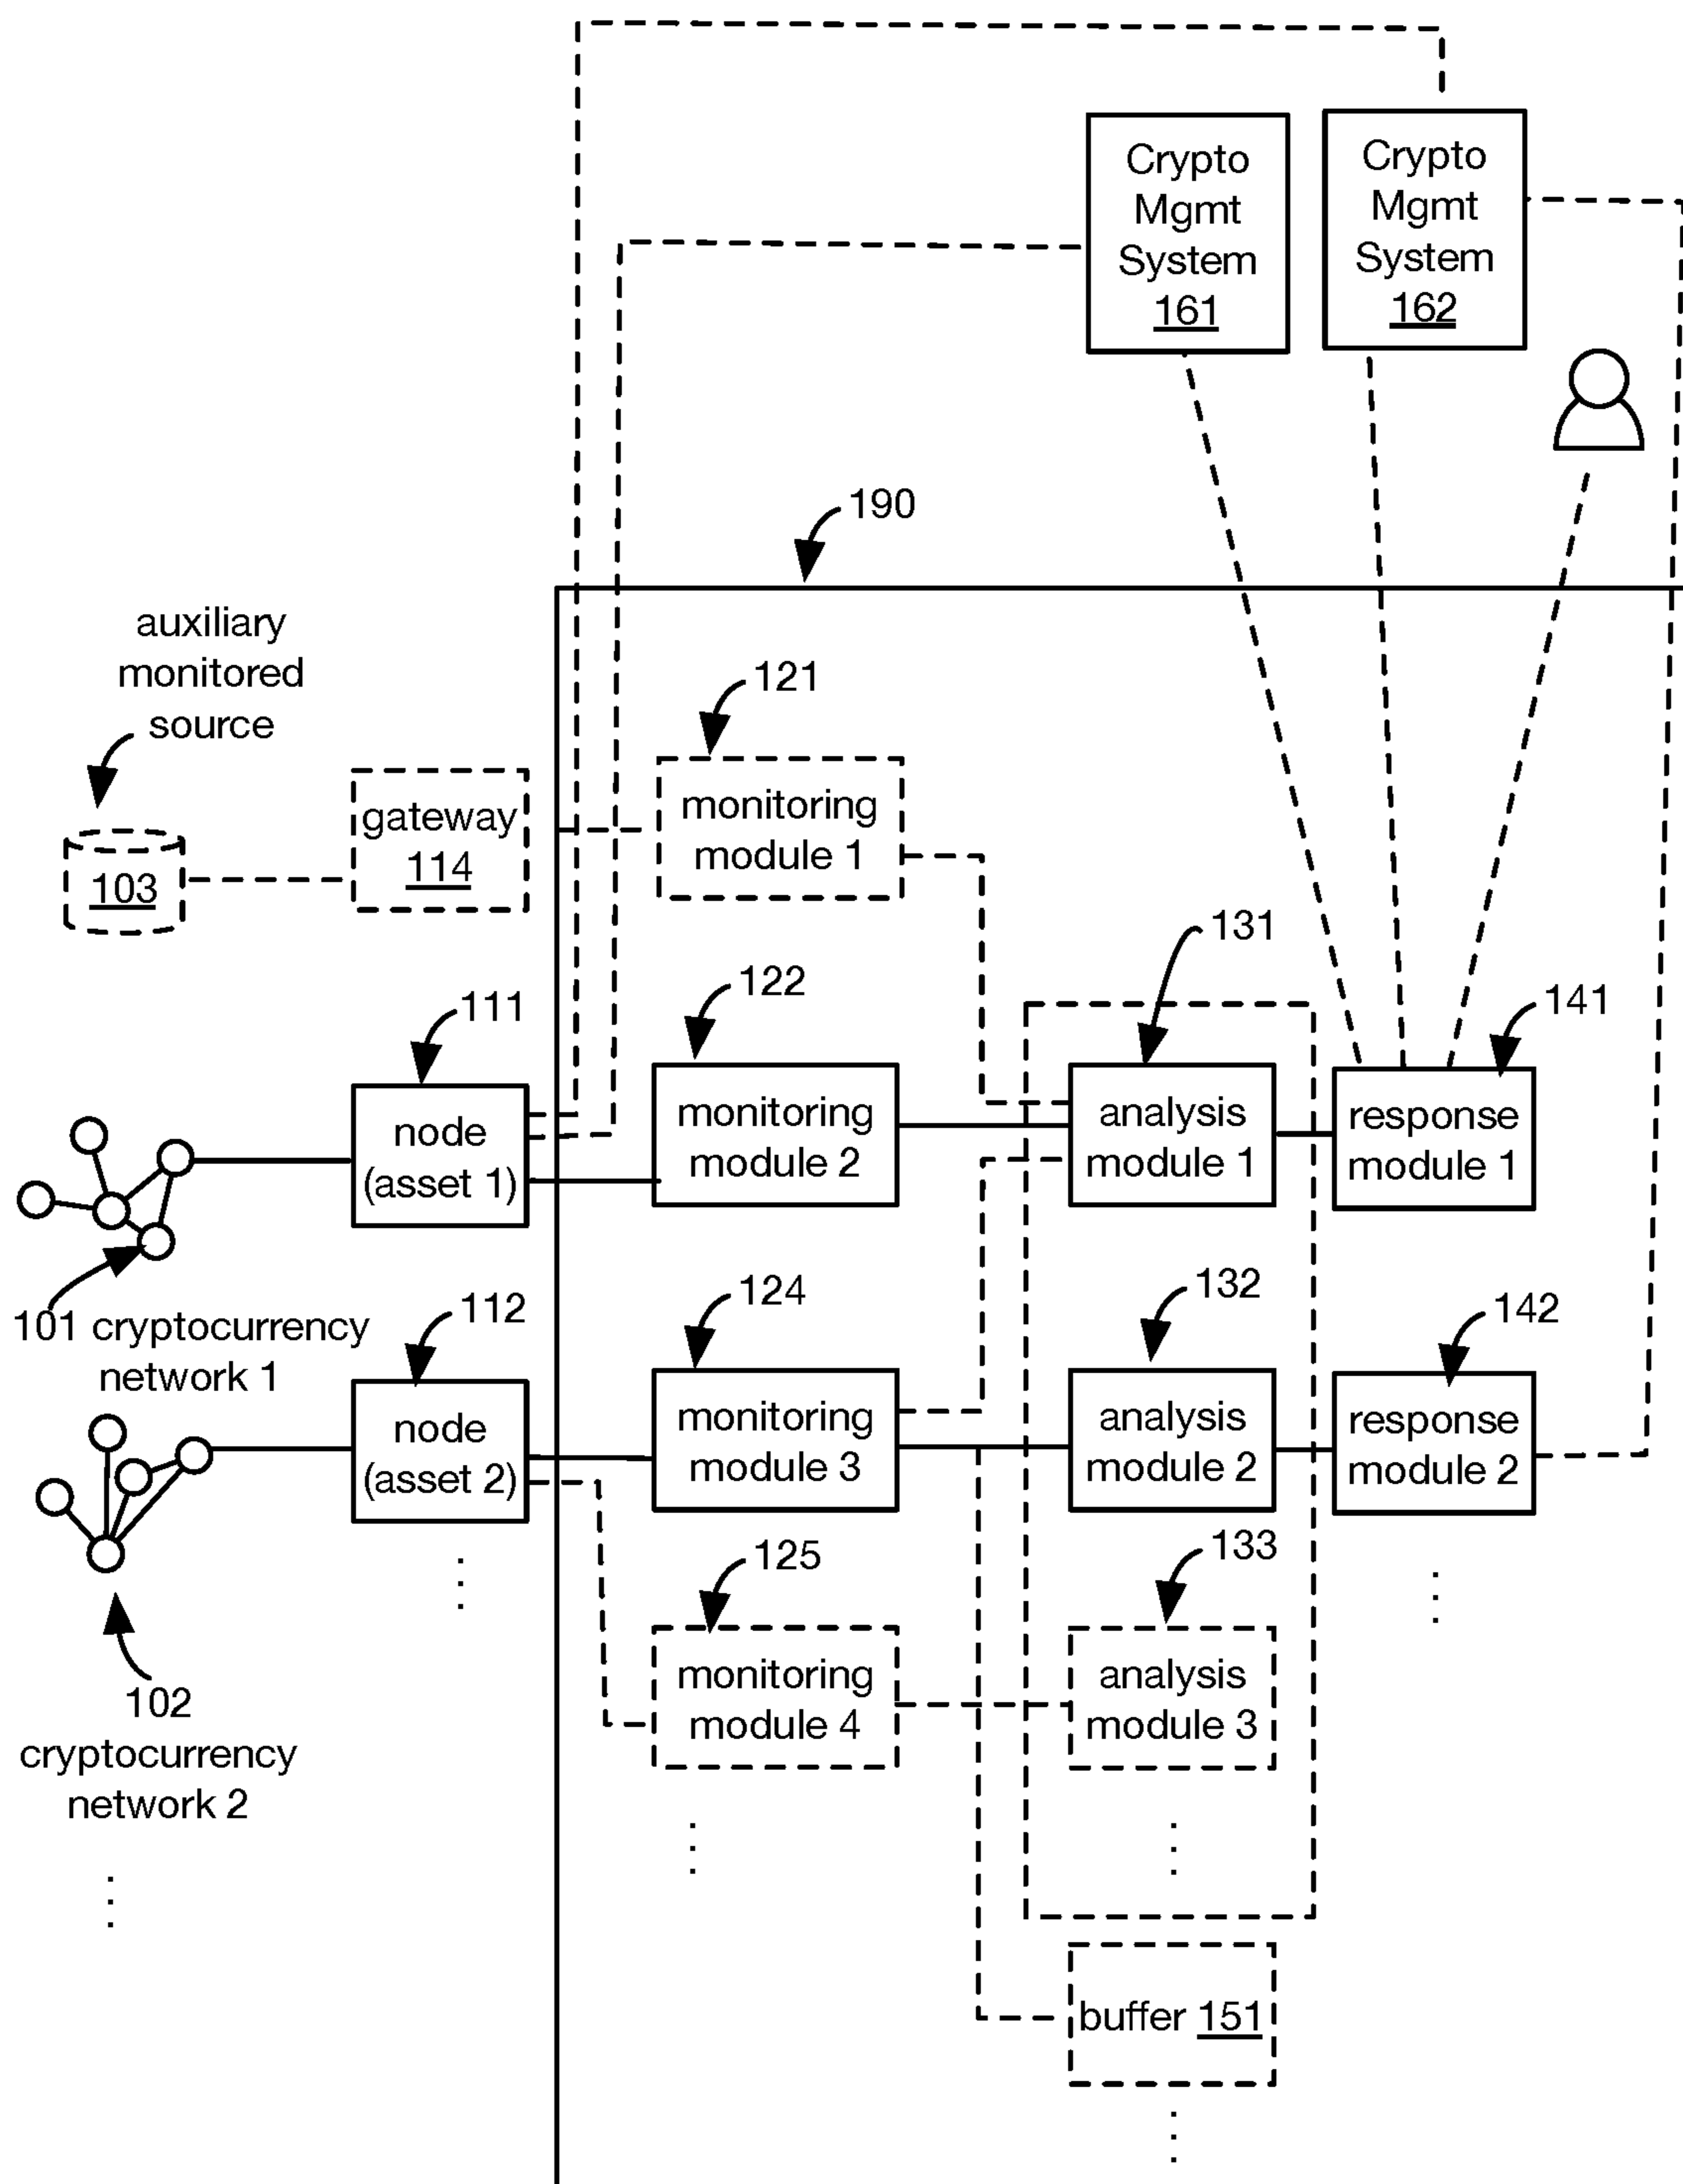 Crypto
Mgmt
System
161
Crypto
Mgmt
System
162
190
auxiliary
monitored
source
121
gateway
114
monitoring
module 1
103
131
122
141
111
node
(asset 1)
monitoring
module 2
analysis
module 1
response
module 1
101 cryptocurrency
network 1
112
124
132
142
node
(asset 2)
monitoring
module 3
analysis
module 2
response
module 2
125
133
102
cryptocurrency
network 2
monitoring
module 4
analysis
module 3
buffer 151